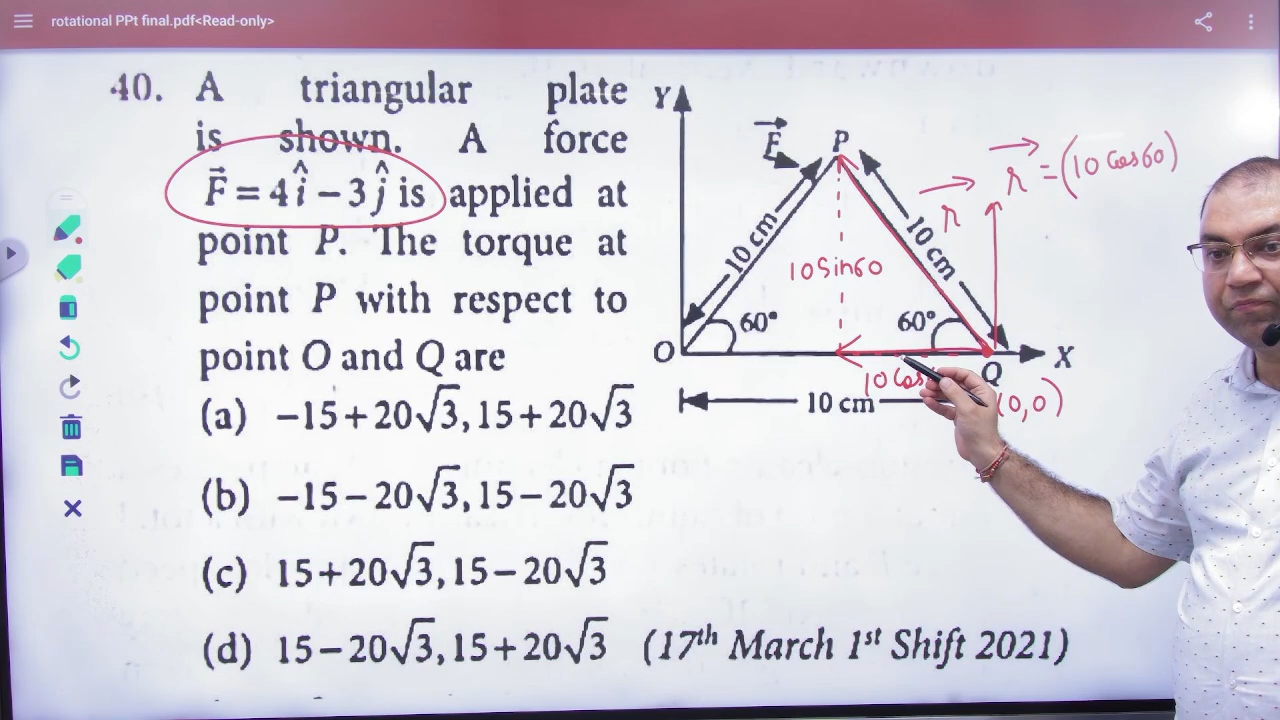 rotational PPt final.pdf<Read-only>
40. A triangular plate
is shown. A force
F⃗ = 4î − 3ĵ is applied at
point P. The torque at
point P with respect to
point O and Q are
(a) −15 + 20√3, 15 + 20√3
(b) −15 − 20√3, 15 − 20√3
(c) 15 + 20√3, 15 − 20√3
(d) 15 − 20√3, 15 + 20√3 (17th March 1st Shift 2021)
Y
F⃗
P
10 cm
10 cm
60°
60°
O
Q
X
10 cm
10 sin60
r⃗
r⃗ = (10 cos60)
(0,0)